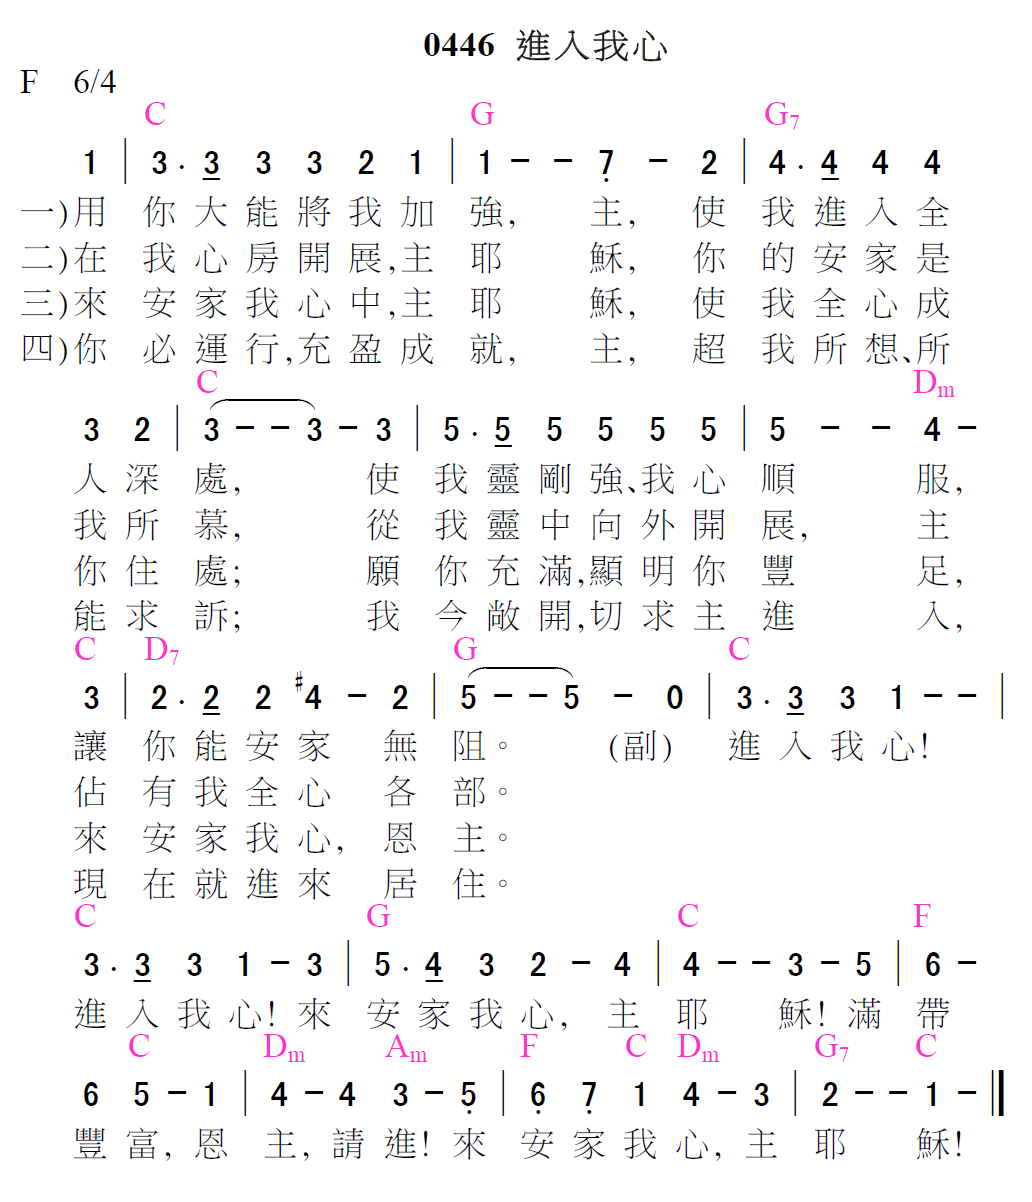 0446 進入我心
F 6/4
C G G7
1 | 3 . 3 3 3 2 1 | 1 – – 7 – 2 | 4 . 4 4 4
一)用 你大能將我加 強, 主, 使 我進入全
二)在 我心房開展,主 耶 穌, 你 的安家是
三)來 安家我心中,主 耶 穌, 使 我全心成
四)你 必運行,充盈成 就, 主, 超 我所想、所
C Dm
3 2 | 3 – – 3 – 3 | 5 . 5 5 5 5 5 | 5 – – 4 –
人深 處, 使 我靈剛強、我心 順 服,
我所 慕, 從 我靈中向外開 展, 主
你住 處; 願 你充滿,顯明你 豐 足,
能求 訴; 我 今敞開,切求主 進 入,
C D7 G C
3 | 2 . 2 2 #4 – 2 | 5 – – 5 – 0 | 3 . 3 3 1 – – |
讓 你能安家 無 阻。 (副) 進入我心!
佔 有我全心 各 部。
來 安家我心, 恩 主。
現 在就進來 居 住。
C G C F
3 . 3 3 1 – 3 | 5 . 4 3 2 – 4 | 4 – – 3 – 5 | 6 –
進入我心! 來 安家我心, 主 耶 穌! 滿 帶
C Dm Am F C Dm G7 C
6 5 – 1 | 4 – 4 3 – 5 | 6 7 1 4 – 3 | 2 – – 1 – ‖
豐富, 恩 主, 請進! 來 安家我心, 主 耶 穌!